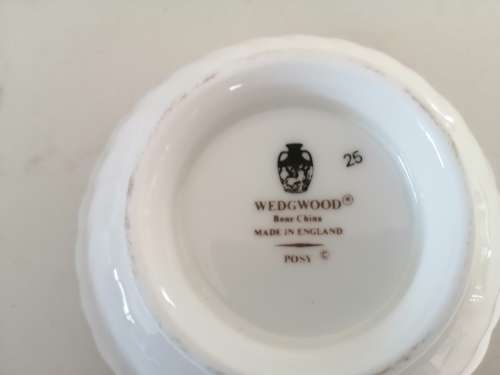 25
WEDGWOOD®
Bone China
MADE IN ENGLAND
POSY ©